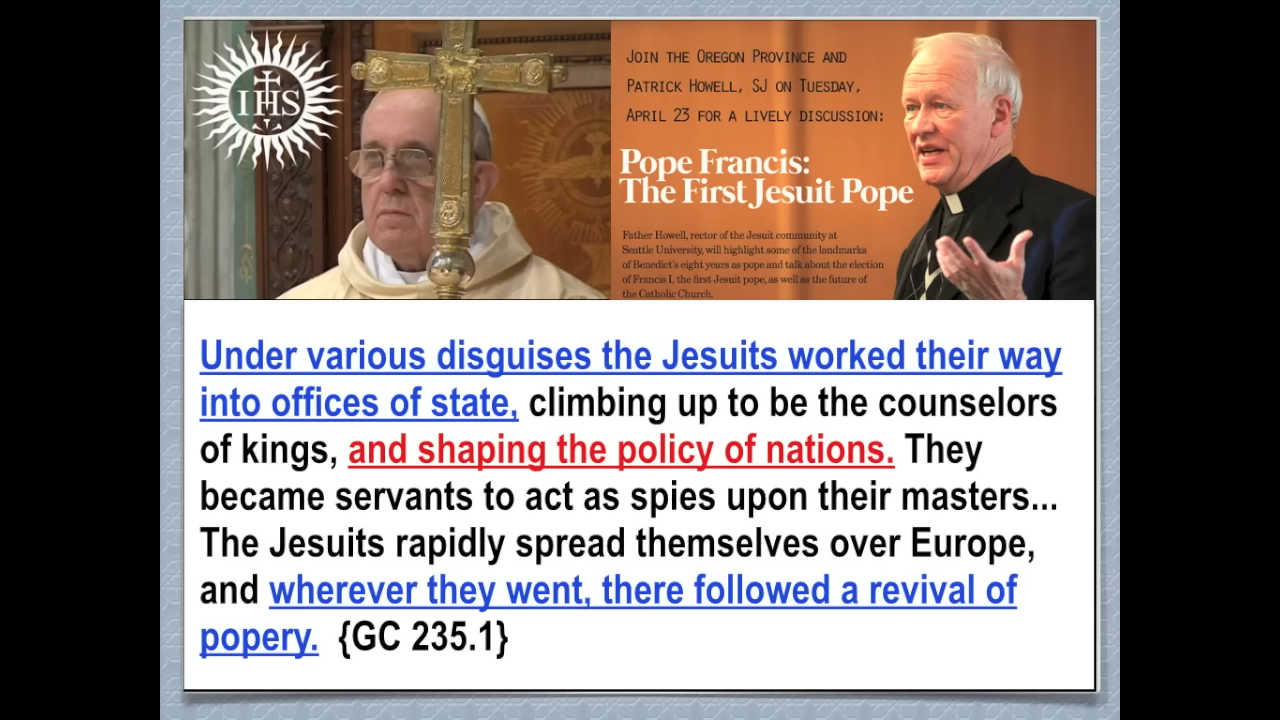 IHS
JOIN THE OREGON PROVINCE AND
PATRICK HOWELL, SJ ON TUESDAY,
APRIL 23 FOR A LIVELY DISCUSSION:
Pope Francis:
The First Jesuit Pope
Father Howell, rector of the Jesuit community at
Seattle University, will highlight some of the landmarks
of Benedict's eight years as pope and talk about the election
of Francis I, the first Jesuit pope, as well as the future of
the Catholic Church.
Under various disguises the Jesuits worked their way
into offices of state, climbing up to be the counselors
of kings, and shaping the policy of nations. They
became servants to act as spies upon their masters...
The Jesuits rapidly spread themselves over Europe,
and wherever they went, there followed a revival of
popery. {GC 235.1}